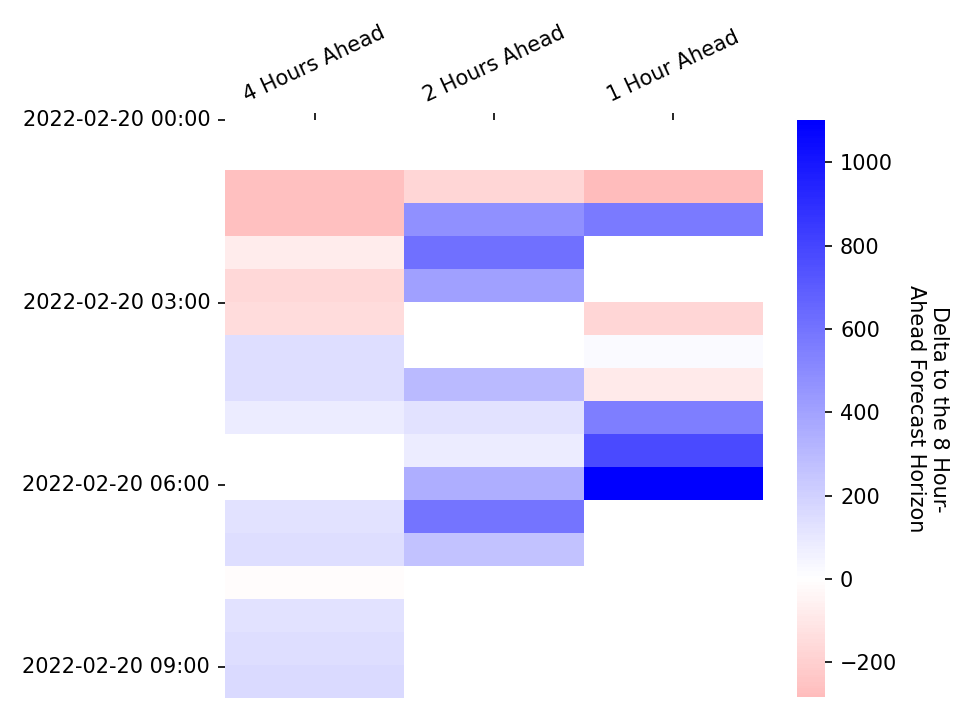 4 Hours Ahead
2 Hours Ahead
1 Hour Ahead
2022-02-20 00:00
2022-02-20 03:00
2022-02-20 06:00
2022-02-20 09:00
1000
800
600
400
200
0
−200
Delta to the 8 Hour-
Ahead Forecast Horizon